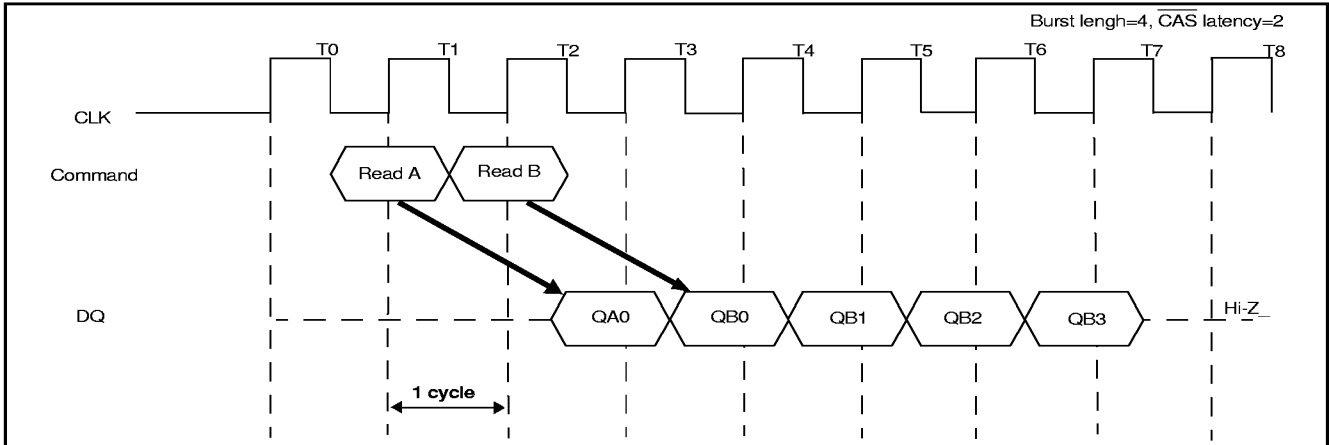 Burst lengh=4, CAS latency=2
T0 T1 T2 T3 T4 T5 T6 T7 T8
CLK
Command Read A Read B
DQ QA0 QB0 QB1 QB2 QB3 Hi-Z_
1 cycle